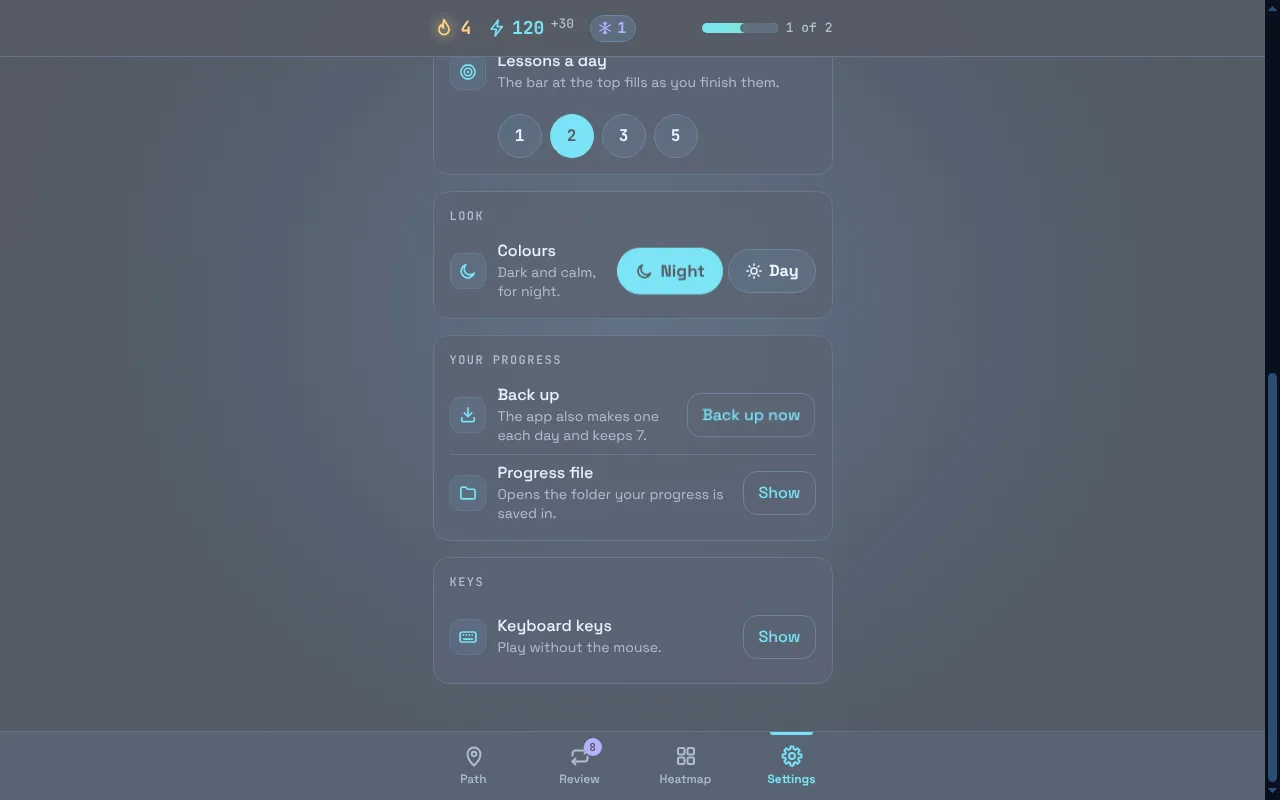 4 120 +30 1 1 of 2
Lessons a day
The bar at the top fills as you finish them.
1 2 3 5
LOOK
Colours
Dark and calm,
for night.
Night Day
YOUR PROGRESS
Back up
The app also makes one
each day and keeps 7.
Back up now
Progress file
Opens the folder your progress is
saved in.
Show
KEYS
Keyboard keys
Play without the mouse.
Show
8
Path Review Heatmap Settings